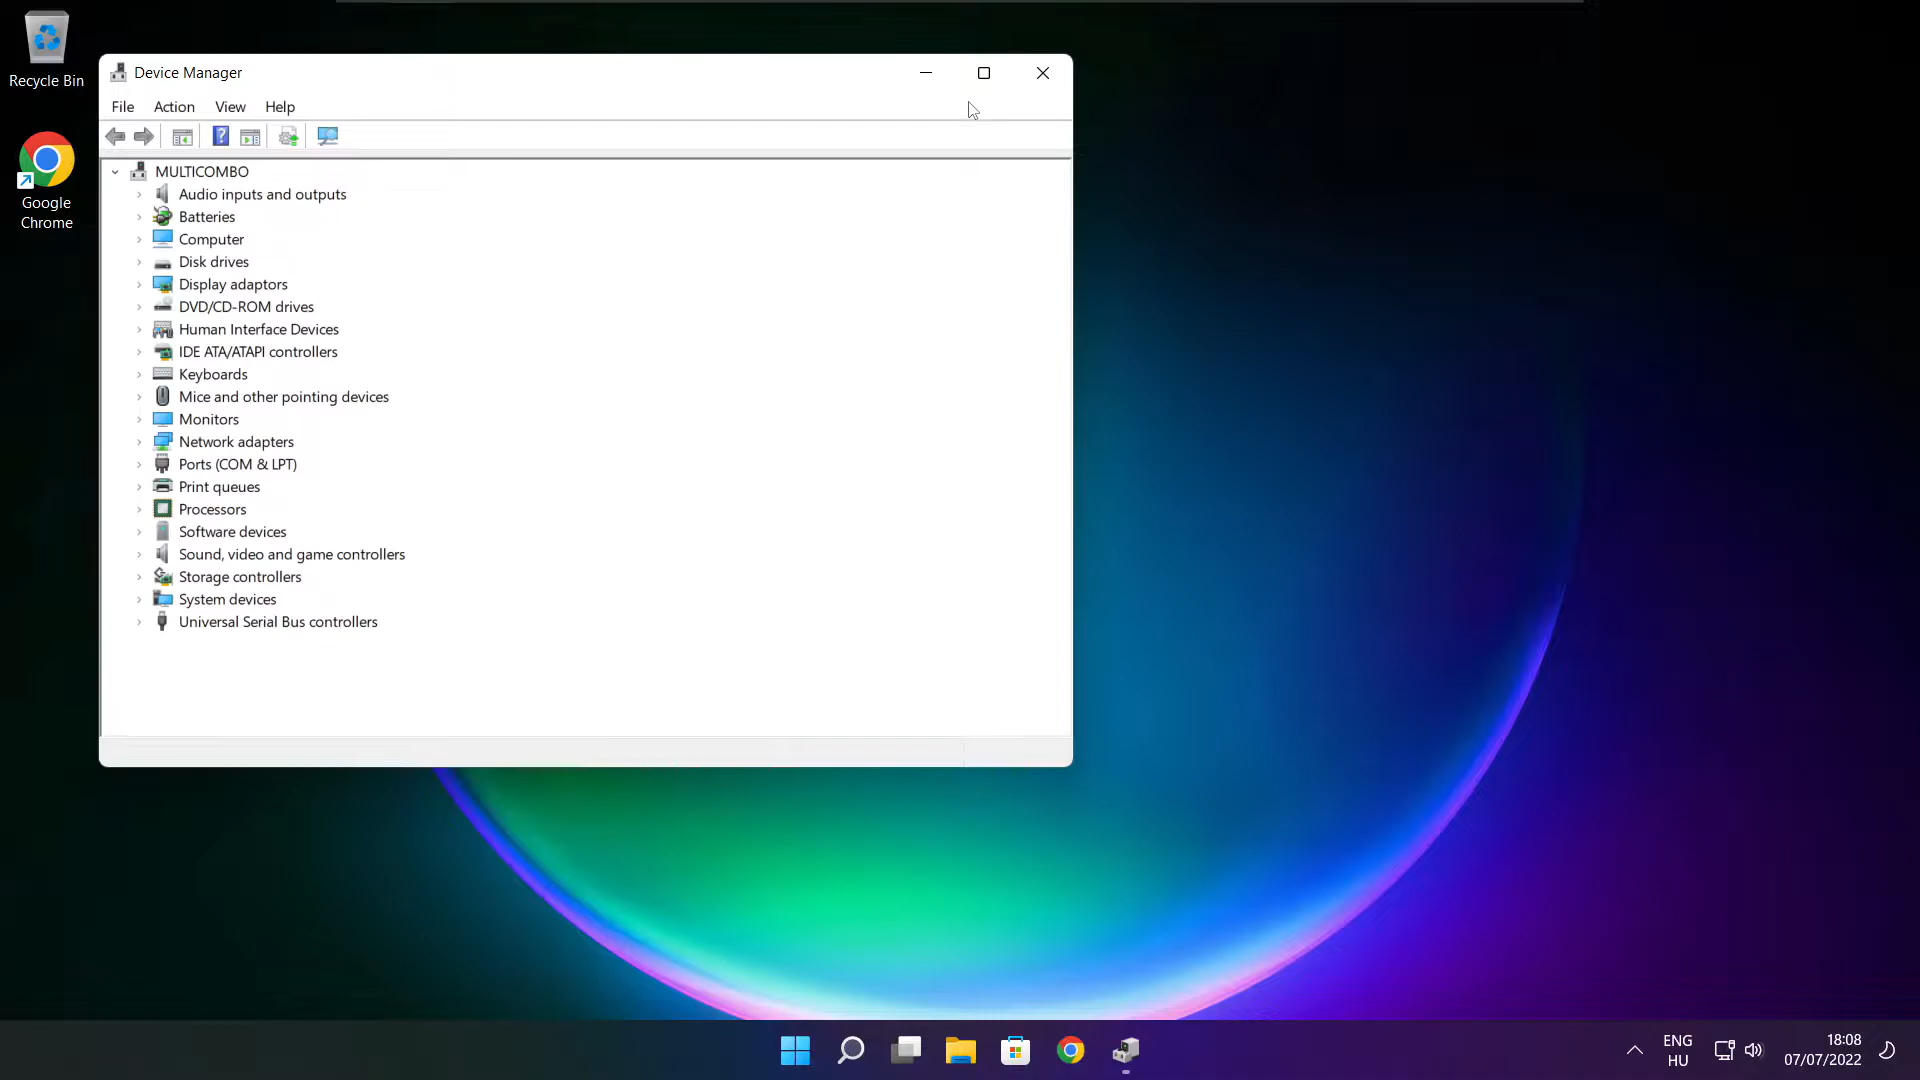 Recycle Bin
Google
Chrome
Device Manager
File Action View Help
MULTICOMBO
Audio inputs and outputs
Batteries
Computer
Disk drives
Display adaptors
DVD/CD-ROM drives
Human Interface Devices
IDE ATA/ATAPI controllers
Keyboards
Mice and other pointing devices
Monitors
Network adapters
Ports (COM & LPT)
Print queues
Processors
Software devices
Sound, video and game controllers
Storage controllers
System devices
Universal Serial Bus controllers
ENG
HU
18:08
07/07/2022